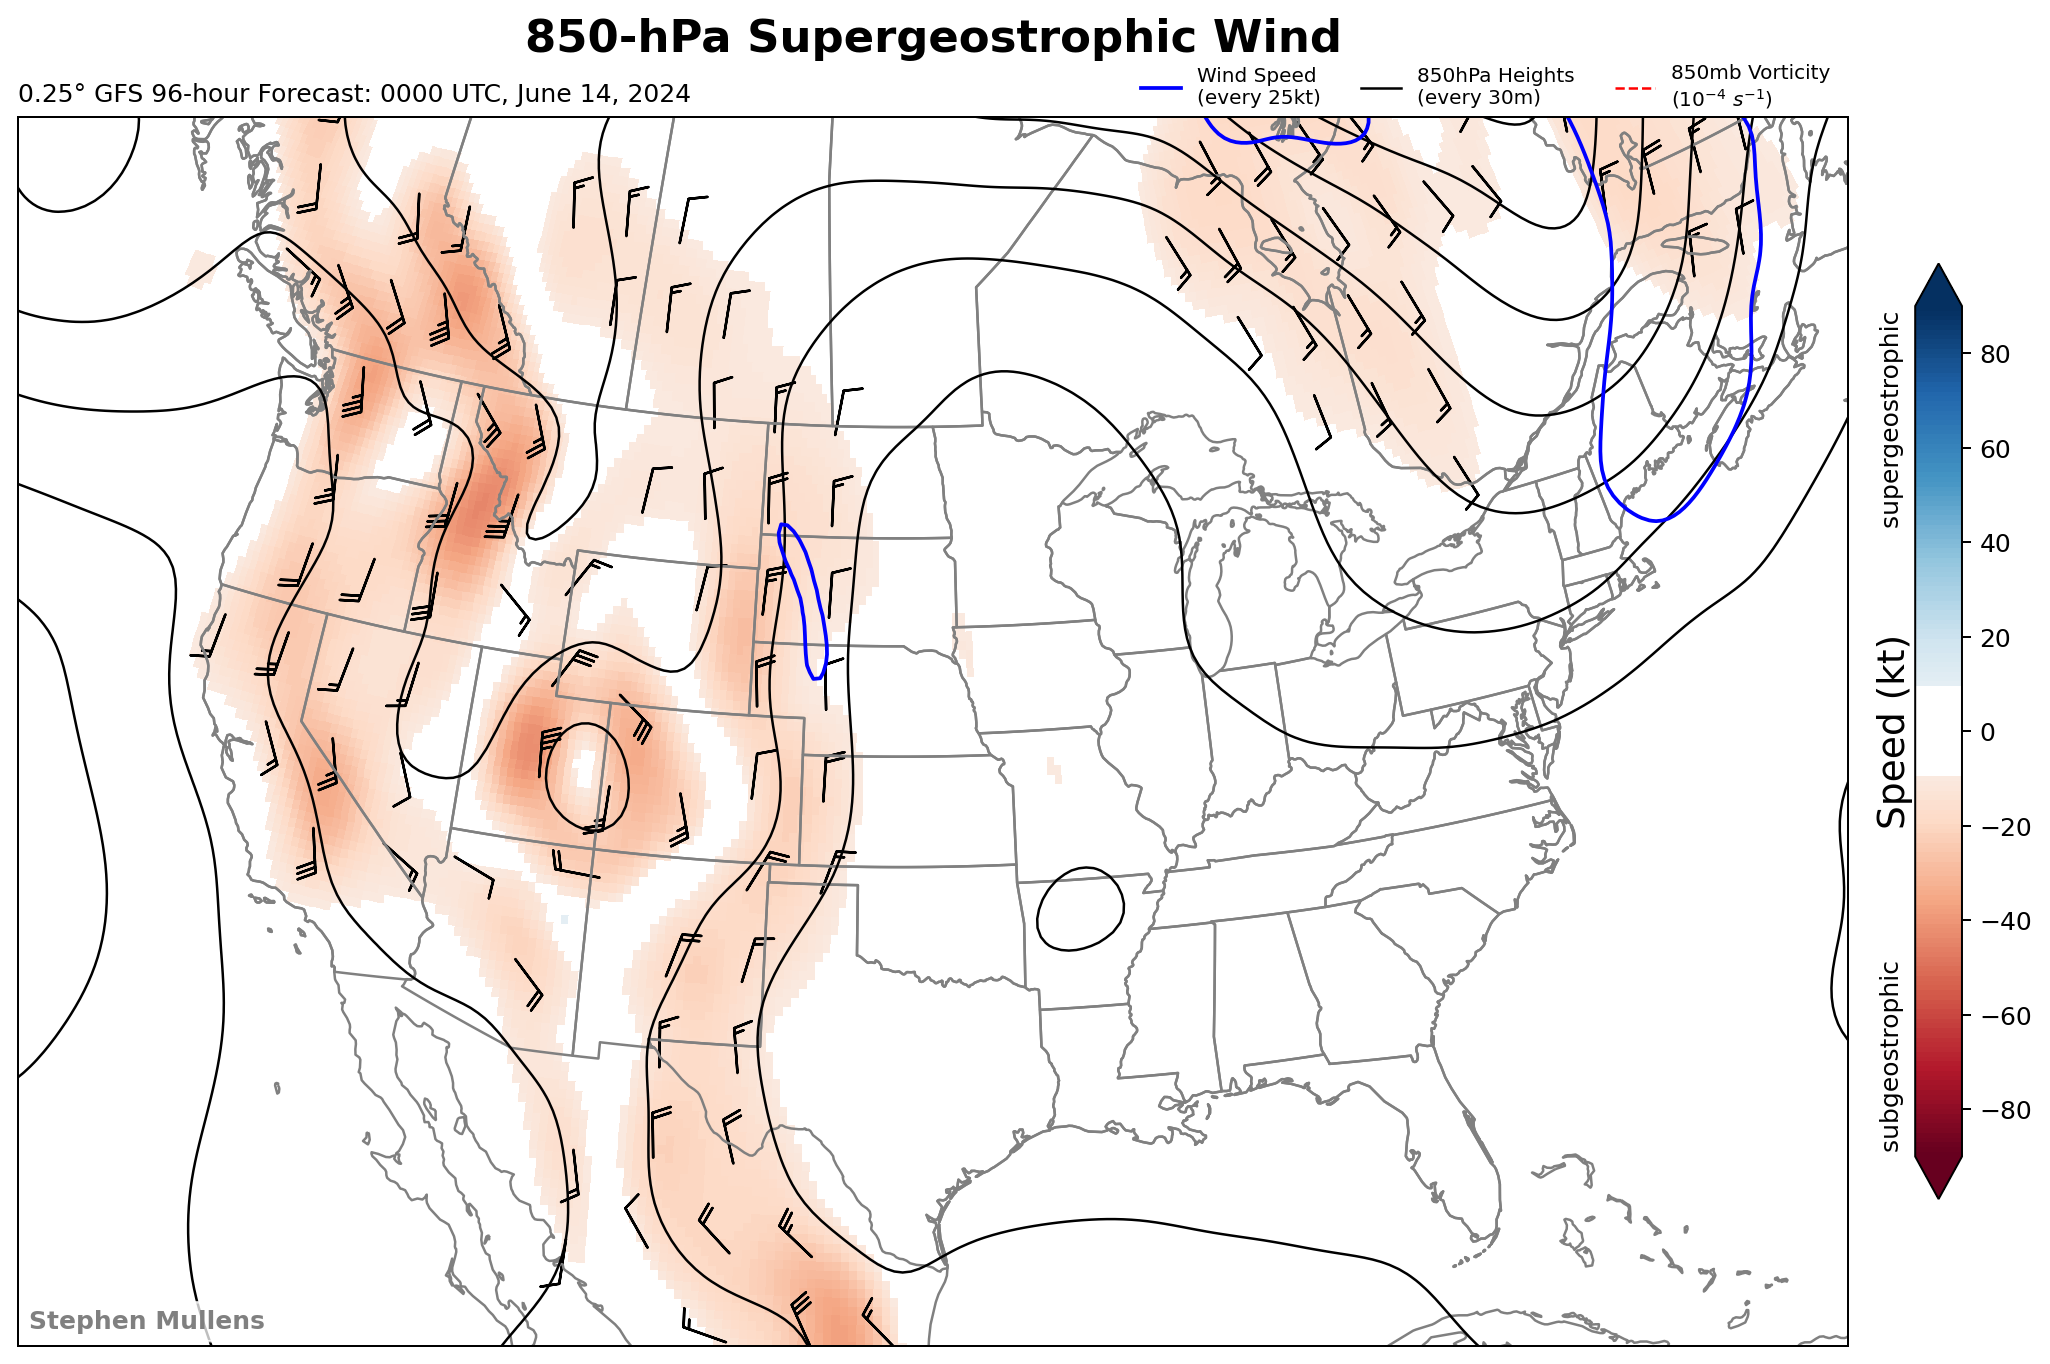 850-hPa Supergeostrophic Wind
0.25° GFS 96-hour Forecast: 0000 UTC, June 14, 2024
Wind Speed
(every 25kt)
850hPa Heights
(every 30m)
850mb Vorticity
(10⁻⁴ s⁻¹)
supergeostrophic
Speed (kt)
subgeostrophic
80
60
40
20
0
−20
−40
−60
−80
Stephen Mullens